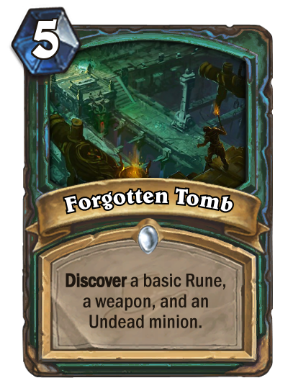 5
Forgotten Tomb
Discover a basic Rune,
a weapon, and an
Undead minion.